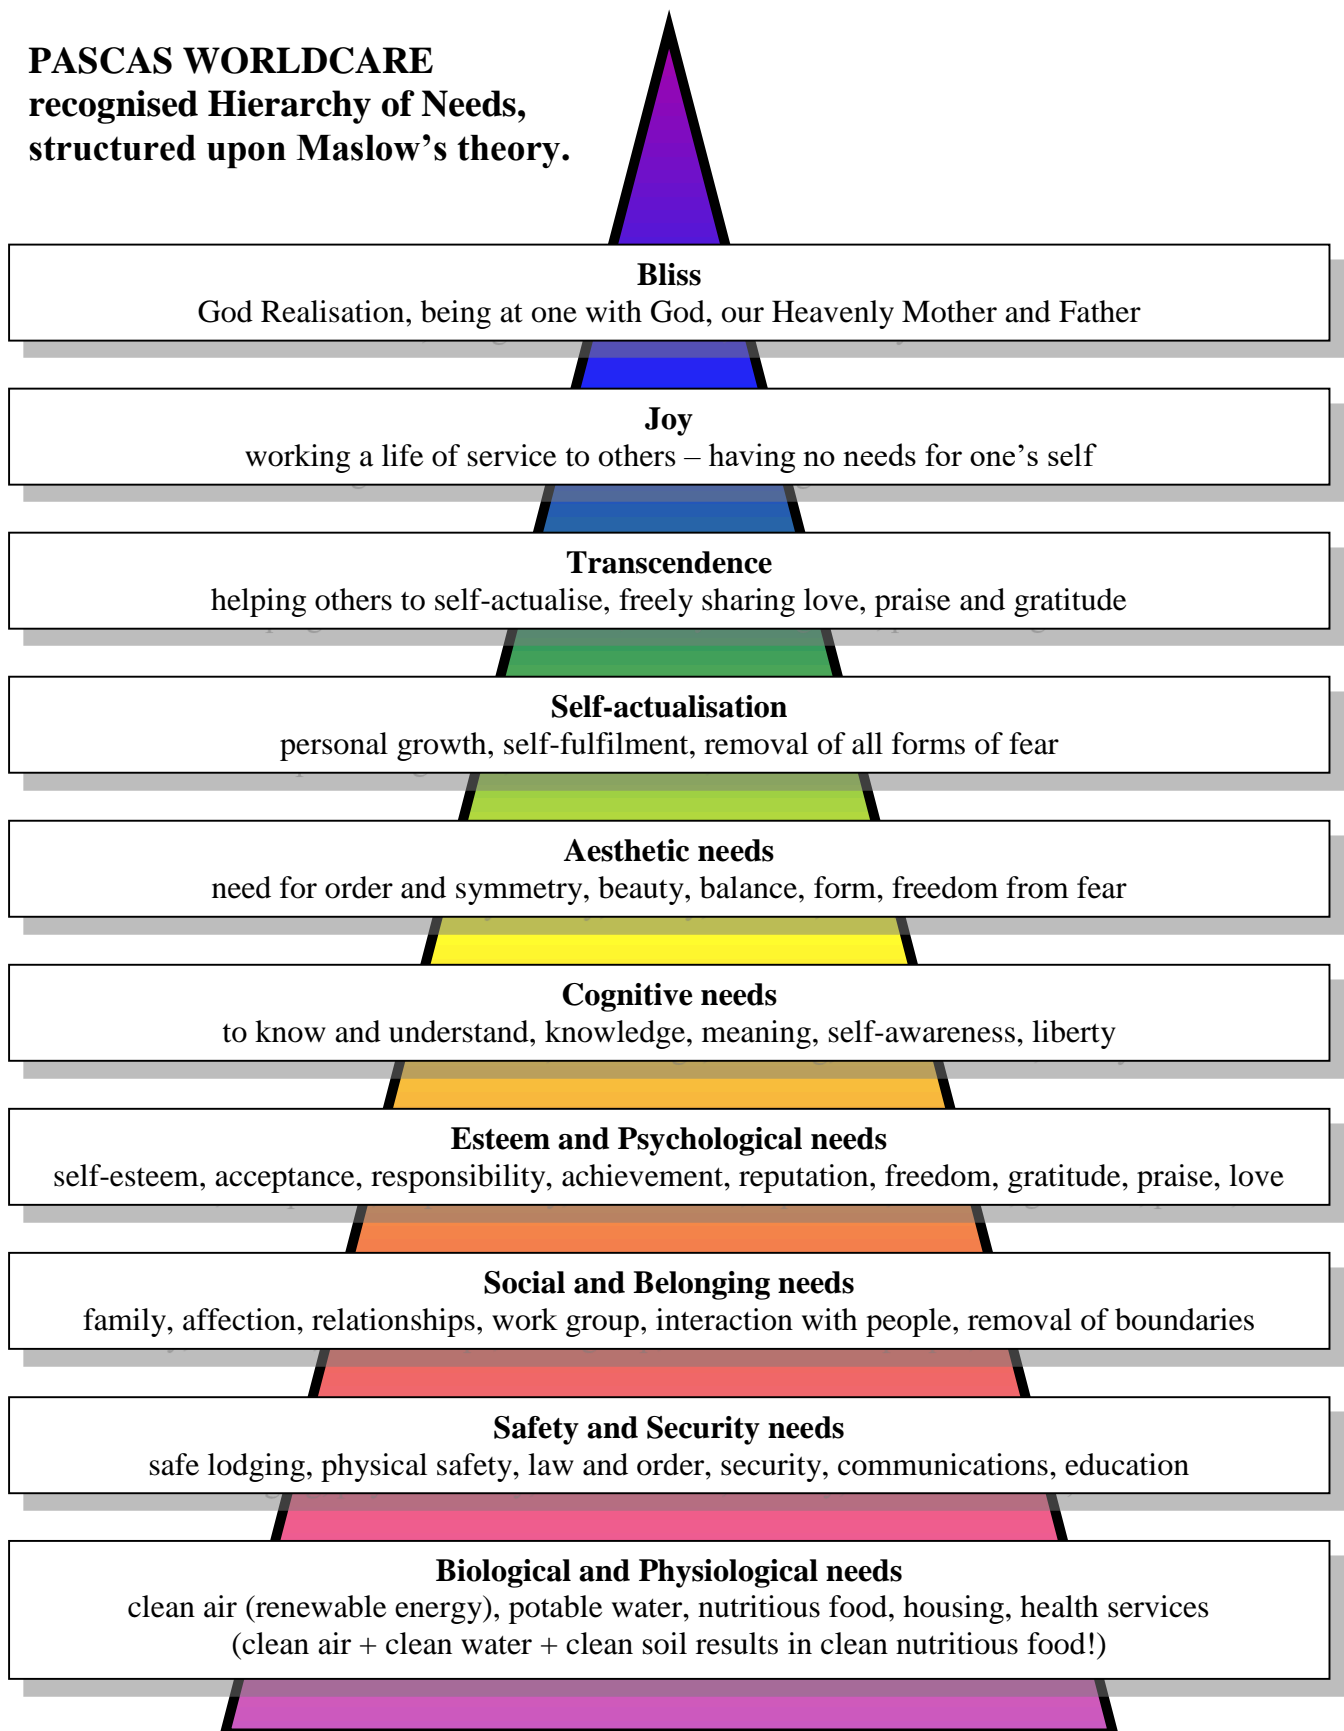 PASCAS WORLDCARE
recognised Hierarchy of Needs,
structured upon Maslow’s theory.
Bliss
God Realisation, being at one with God, our Heavenly Mother and Father
Joy
working a life of service to others – having no needs for one’s self
Transcendence
helping others to self-actualise, freely sharing love, praise and gratitude
Self-actualisation
personal growth, self-fulfilment, removal of all forms of fear
Aesthetic needs
need for order and symmetry, beauty, balance, form, freedom from fear
Cognitive needs
to know and understand, knowledge, meaning, self-awareness, liberty
Esteem and Psychological needs
self-esteem, acceptance, responsibility, achievement, reputation, freedom, gratitude, praise, love
Social and Belonging needs
family, affection, relationships, work group, interaction with people, removal of boundaries
Safety and Security needs
safe lodging, physical safety, law and order, security, communications, education
Biological and Physiological needs
clean air (renewable energy), potable water, nutritious food, housing, health services
(clean air + clean water + clean soil results in clean nutritious food!)